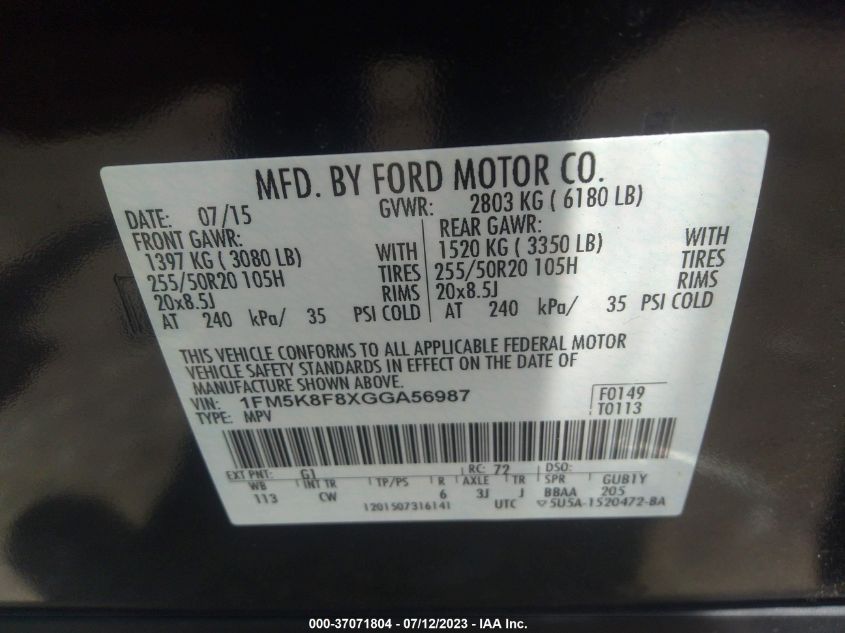 MFD. BY FORD MOTOR CO.
DATE: 07/15 GVWR: 2803 KG ( 6180 LB)
FRONT GAWR: REAR GAWR:
1397 KG ( 3080 LB) WITH 1520 KG ( 3350 LB) WITH
255/50R20 105H TIRES 255/50R20 105H TIRES
20x8.5J RIMS 20x8.5J RIMS
AT 240 kPa/ 35 PSI COLD AT 240 kPa/ 35 PSI COLD
THIS VEHICLE CONFORMS TO ALL APPLICABLE FEDERAL MOTOR
VEHICLE SAFETY STANDARDS IN EFFECT ON THE DATE OF
MANUFACTURE SHOWN ABOVE.
VIN: 1FM5K8F8XGGA56987 F0149
TYPE: MPV T0113
EXT PNT: G1 RC: 72 DSO:
WB INT TR TP/PS R AXLE TR SPR GUB1Y
113 CW 6 3J J BBAA 205
1201507316141 UTC ▽5U5A-1520472-BA
000-37071804 / 07/12/2023 - IAA Inc.